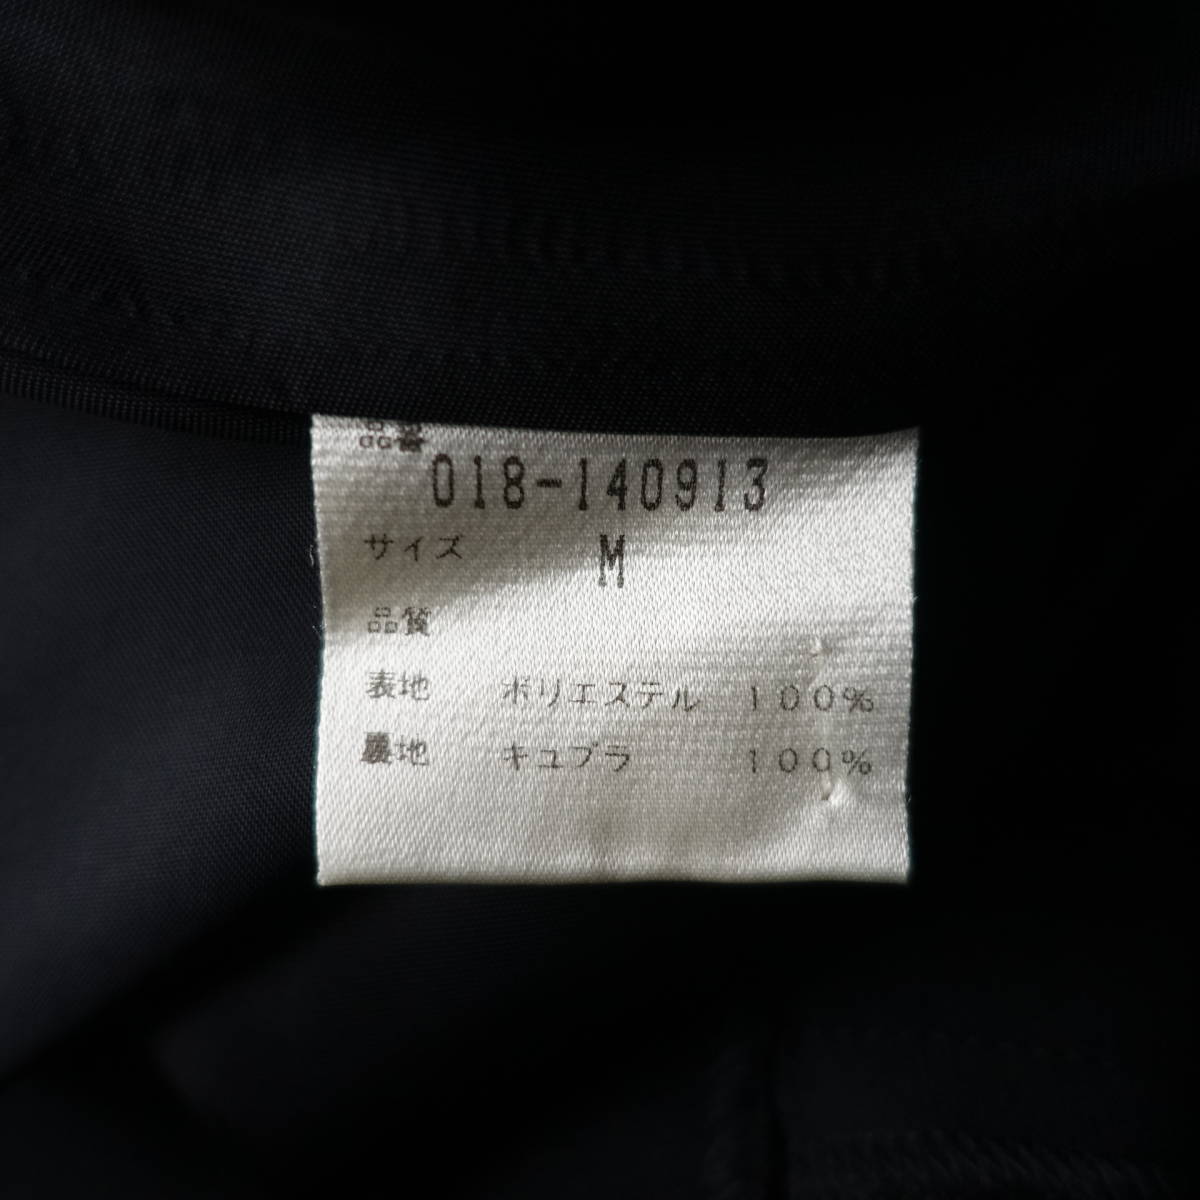 品番
018-140913
サイズ M
品質
表地 ポリエステル 100%
裏地 キュプラ 100%